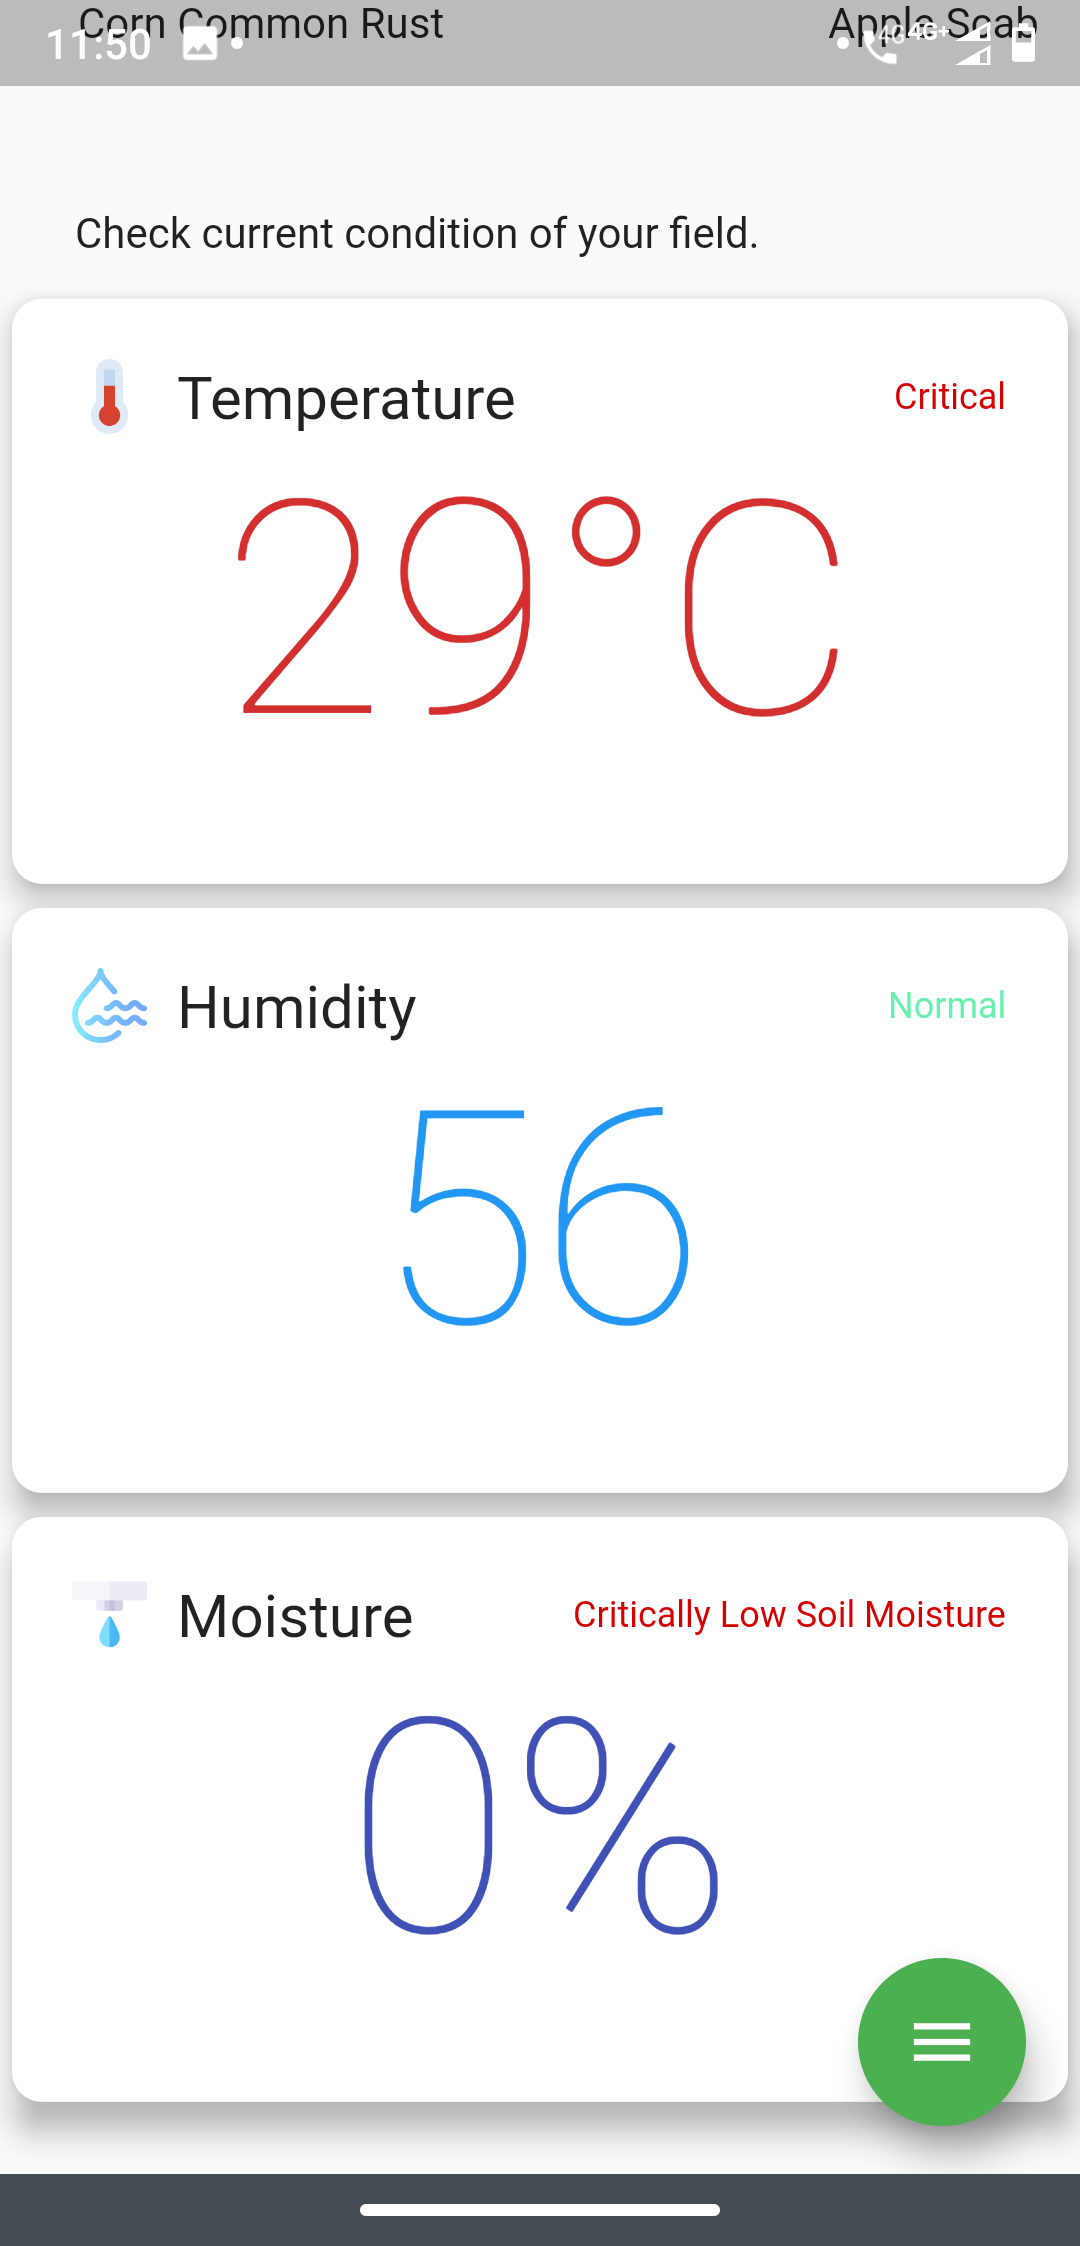 Corn Common Rust Apple Scab
11:50 4G 4G+
Check current condition of your field.
Temperature Critical
29°C
Humidity Normal
56
Moisture Critically Low Soil Moisture
0%